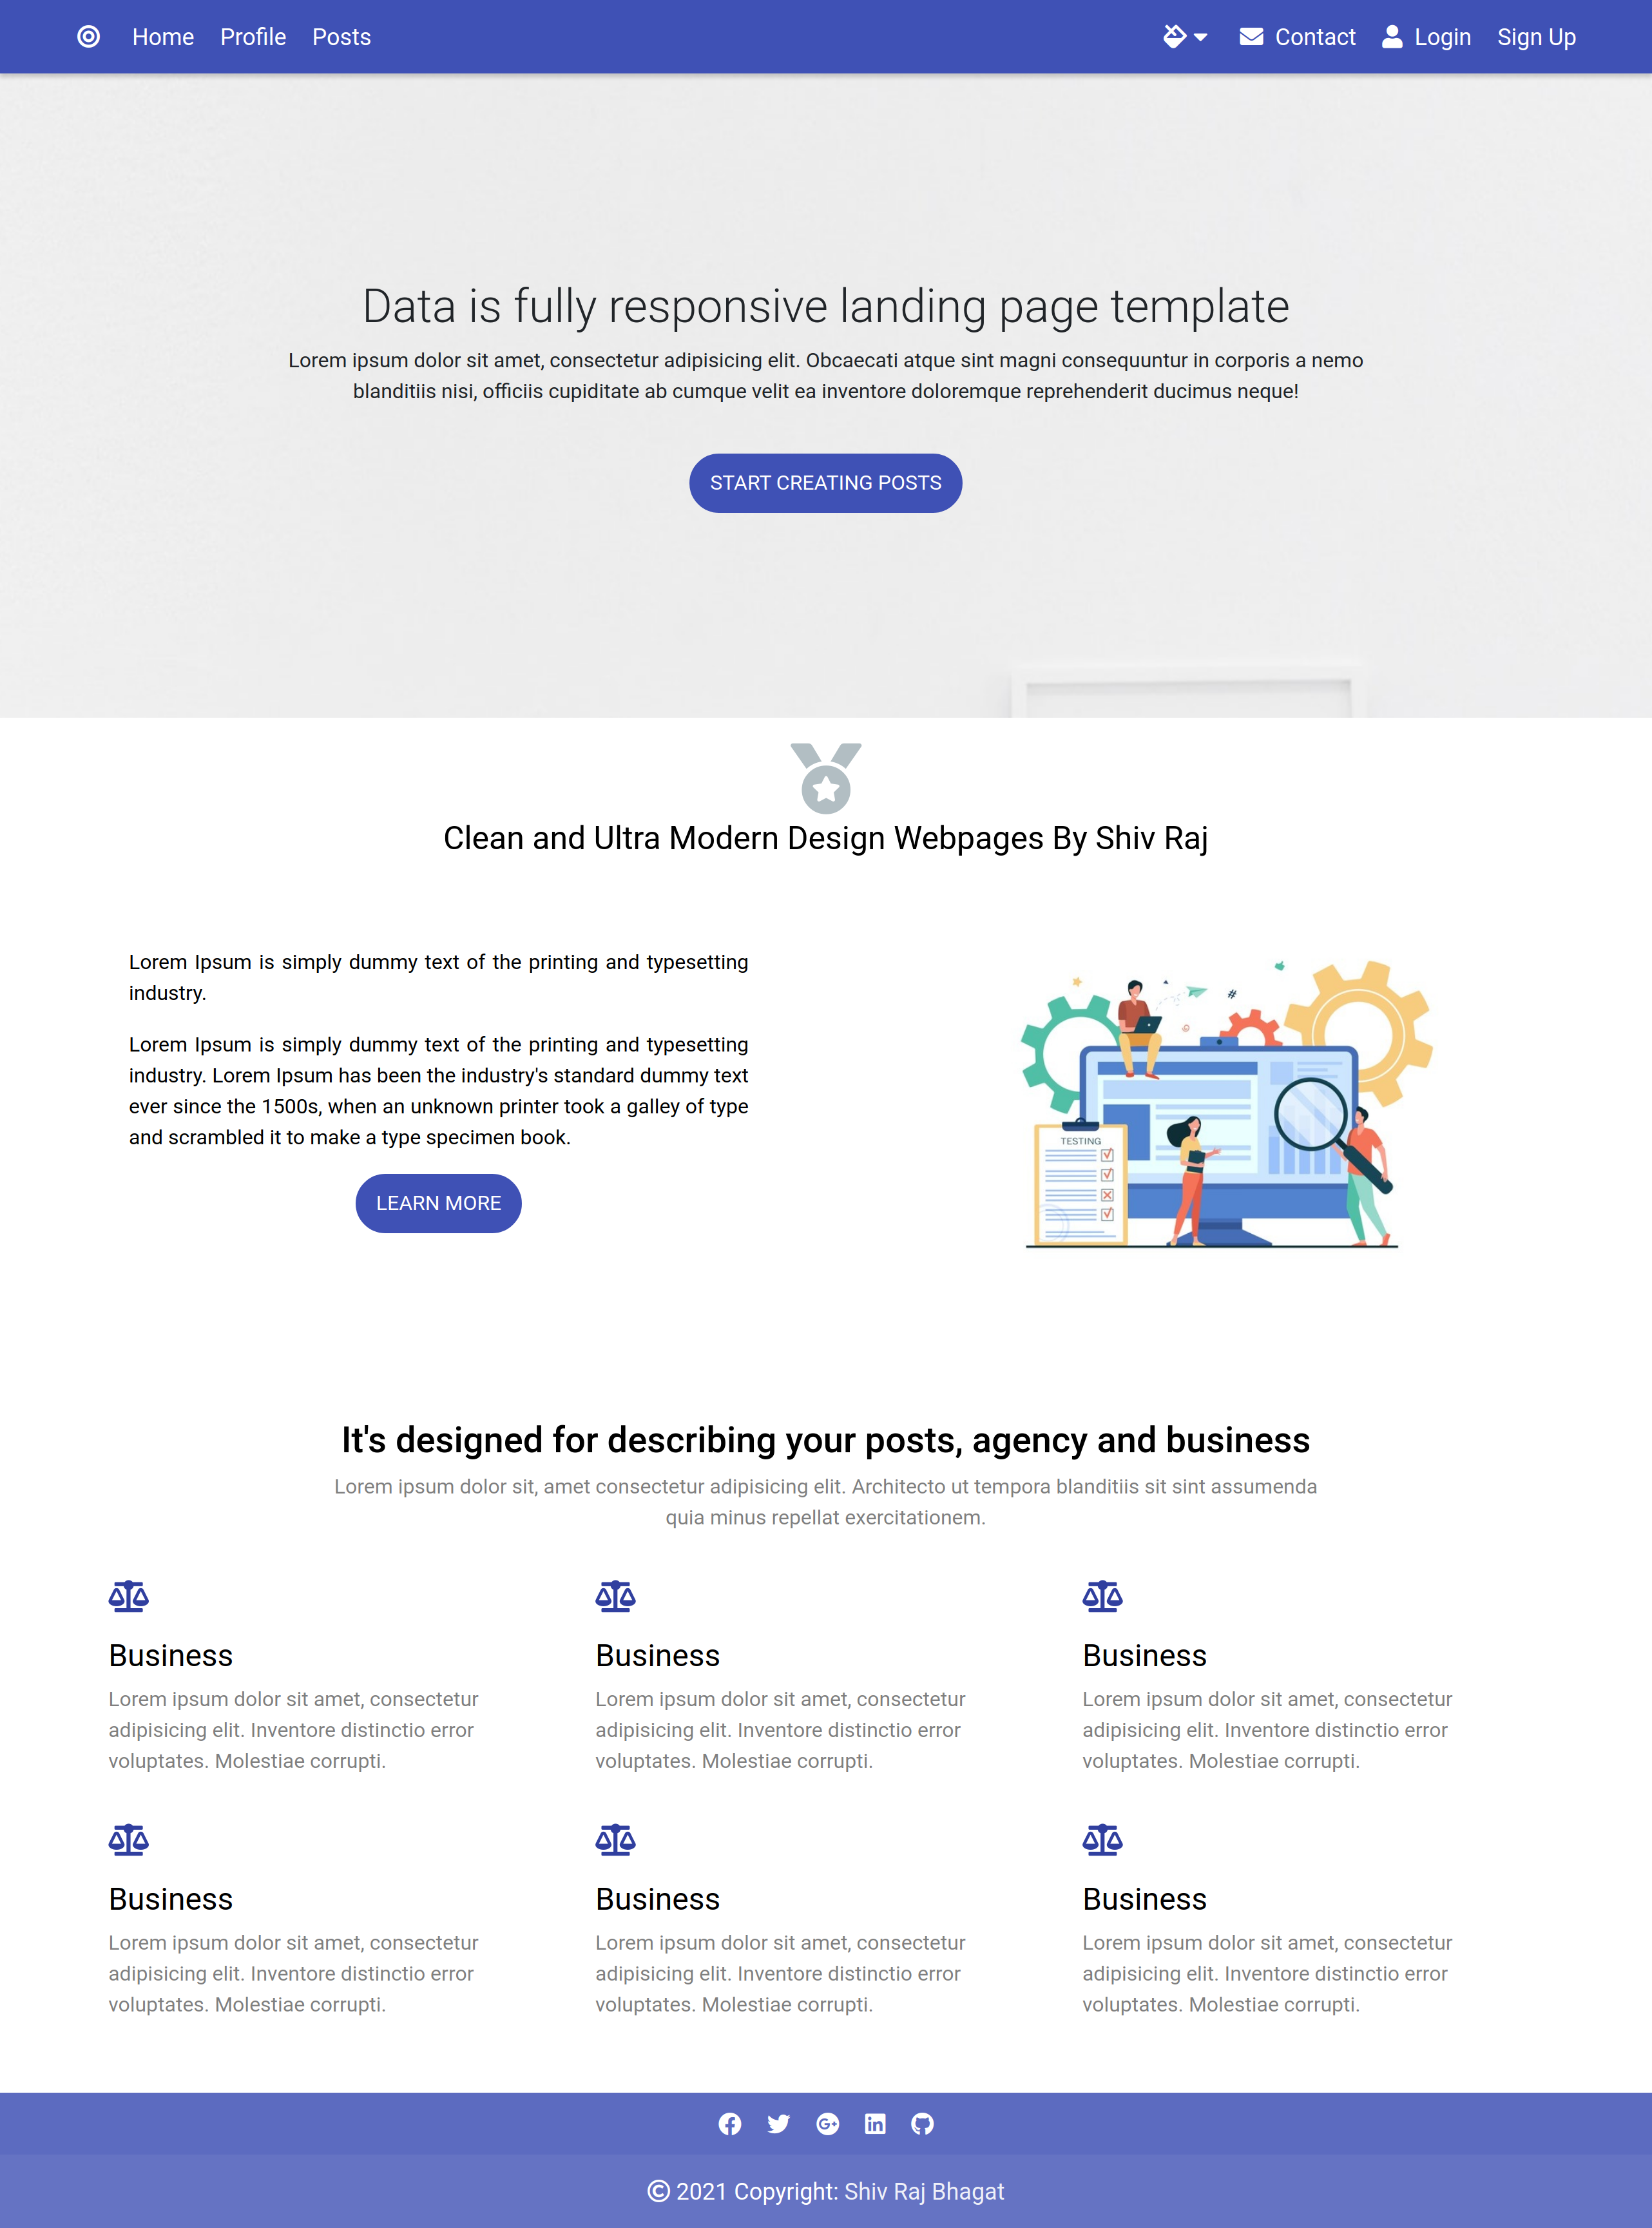 Home Profile Posts Contact Login Sign Up
Data is fully responsive landing page template
Lorem ipsum dolor sit amet, consectetur adipisicing elit. Obcaecati atque sint magni consequuntur in corporis a nemo
blanditiis nisi, officiis cupiditate ab cumque velit ea inventore doloremque reprehenderit ducimus neque!
START CREATING POSTS
Clean and Ultra Modern Design Webpages By Shiv Raj
Lorem Ipsum is simply dummy text of the printing and typesetting
industry.
Lorem Ipsum is simply dummy text of the printing and typesetting
industry. Lorem Ipsum has been the industry's standard dummy text
ever since the 1500s, when an unknown printer took a galley of type
and scrambled it to make a type specimen book.
LEARN MORE
#
TESTING
It's designed for describing your posts, agency and business
Lorem ipsum dolor sit, amet consectetur adipisicing elit. Architecto ut tempora blanditiis sit sint assumenda
quia minus repellat exercitationem.
Business
Lorem ipsum dolor sit amet, consectetur
adipisicing elit. Inventore distinctio error
voluptates. Molestiae corrupti.
Business
Lorem ipsum dolor sit amet, consectetur
adipisicing elit. Inventore distinctio error
voluptates. Molestiae corrupti.
Business
Lorem ipsum dolor sit amet, consectetur
adipisicing elit. Inventore distinctio error
voluptates. Molestiae corrupti.
Business
Lorem ipsum dolor sit amet, consectetur
adipisicing elit. Inventore distinctio error
voluptates. Molestiae corrupti.
Business
Lorem ipsum dolor sit amet, consectetur
adipisicing elit. Inventore distinctio error
voluptates. Molestiae corrupti.
Business
Lorem ipsum dolor sit amet, consectetur
adipisicing elit. Inventore distinctio error
voluptates. Molestiae corrupti.
© 2021 Copyright: Shiv Raj Bhagat